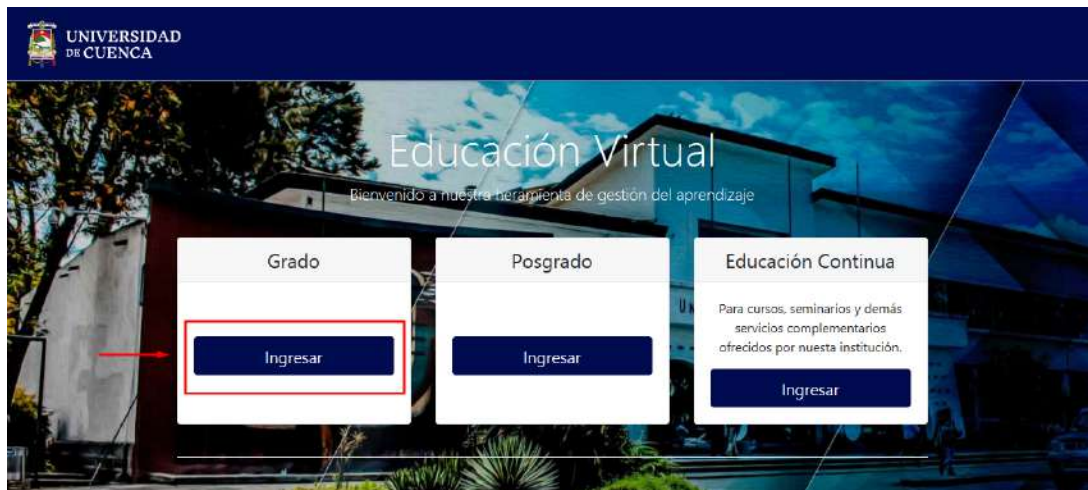 UNIVERSIDAD
DE CUENCA
Educación Virtual
Bienvenido a nuestra heramienta de gestión del aprendizaje
Grado
Ingresar
Posgrado
Ingresar
Educación Continua
Para cursos, seminarios y demás
servicios complementarios
ofrecidos por nuesta institución.
Ingresar